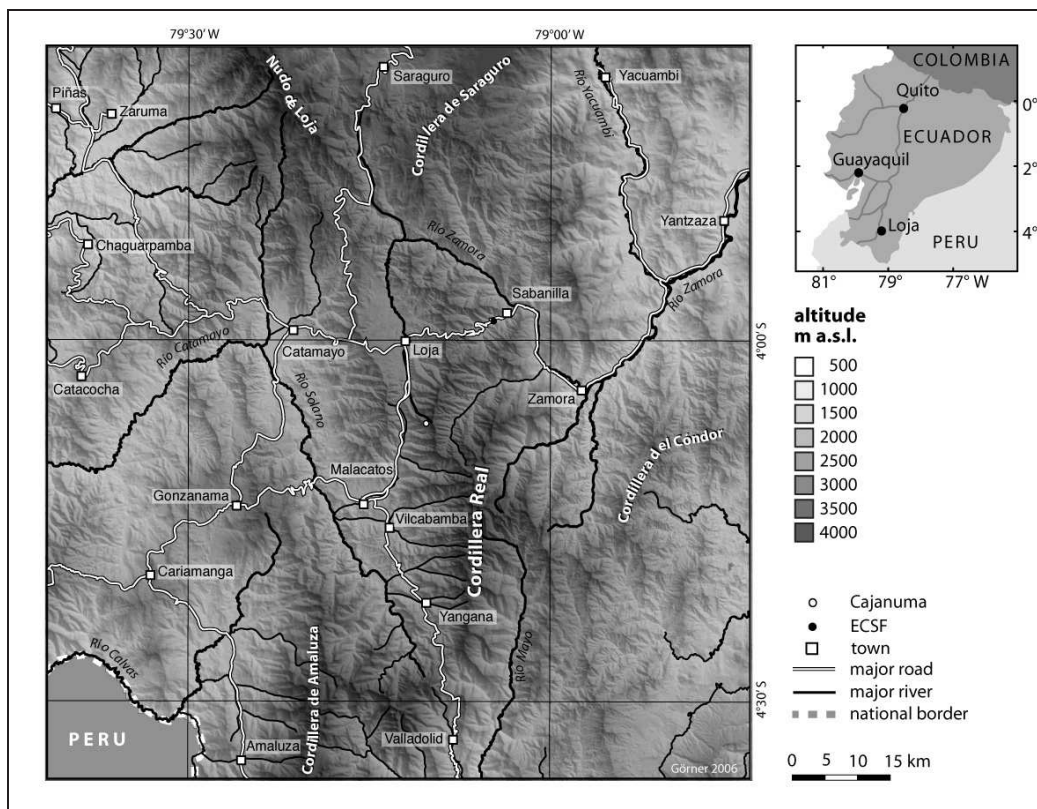 79°30' W
79°00' W
Piñas
Zaruma
Nudo de Loja
Saraguro
Cordillera de Saraguro
Yacuambi
Río Yacuambi
Yantzaza
Chaguarpamba
Río Zamora
Sabanilla
Río Zamora
Río Catamayo
Catamayo
Loja
4°00' S
Catacocha
Río Solano
Zamora
Malacatos
Cordillera del Cóndor
Gonzanama
Cordillera Real
Vilcabamba
Cariamanga
Yangana
Río Calvas
Cordillera de Amaluza
Río Mayo
4°30' S
PERU
Valladolid
Amaluza
Görner 2006
COLOMBIA
Quito
0°
ECUADOR
Guayaquil
2°
Loja
4°
PERU
81° 79° 77° W
altitude
m a.s.l.
500
1000
1500
2000
2500
3000
3500
4000
Cajanuma
ECSF
town
major road
major river
national border
0 5 10 15 km